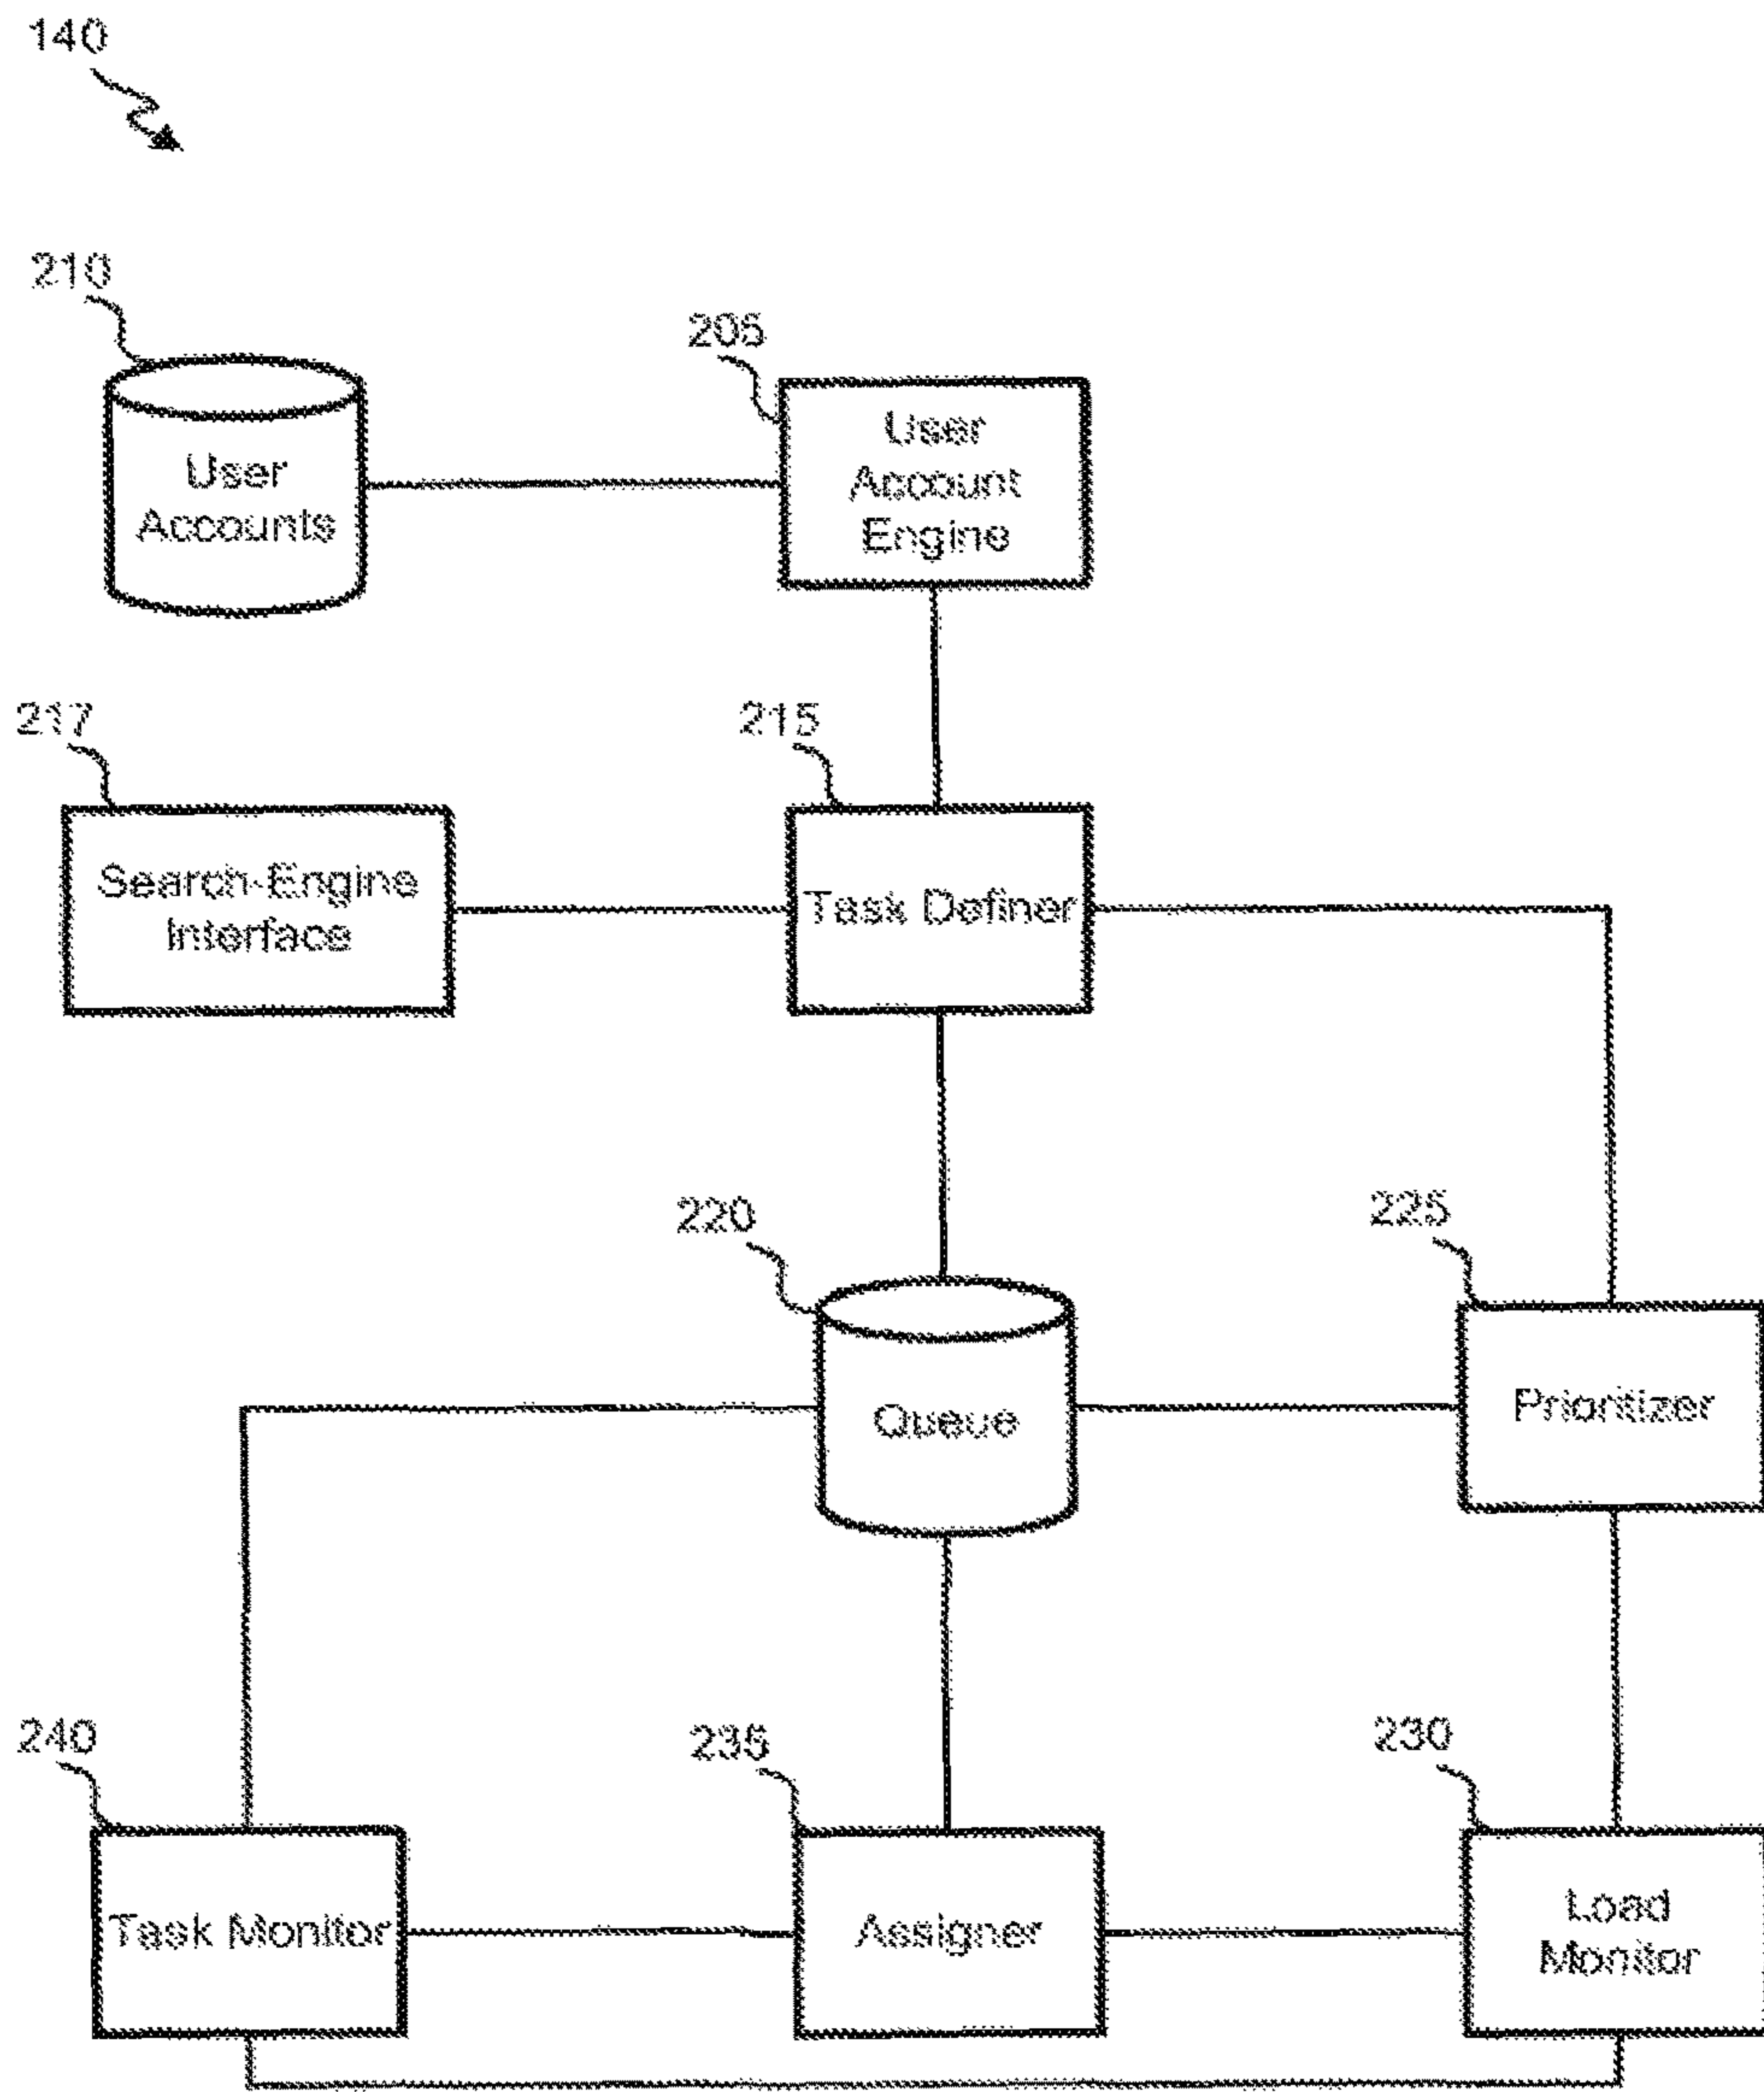 140
210
205
User
Accounts
User
Account
Engine
217
215
Search-Engine
Interface
Task Definer
220
225
Queue
Prioritizer
240
235
230
Task Monitor
Assigner
Load
Monitor